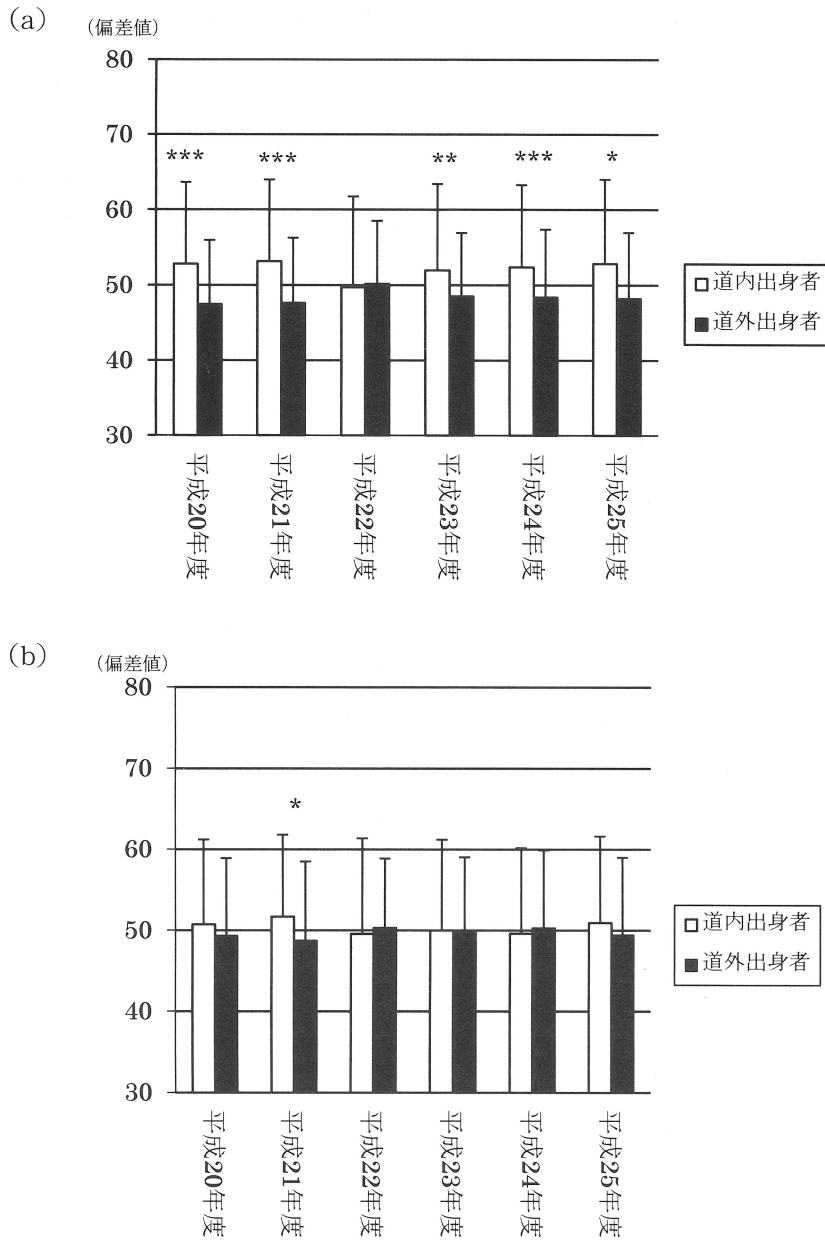 (a)
(偏差値)
80
70
60
50
40
30
*** *** ** *** *
平成20年度
平成21年度
平成22年度
平成23年度
平成24年度
平成25年度
道内出身者
道外出身者
(b)
(偏差値)
80
70
60
50
40
30
*
平成20年度
平成21年度
平成22年度
平成23年度
平成24年度
平成25年度
道内出身者
道外出身者